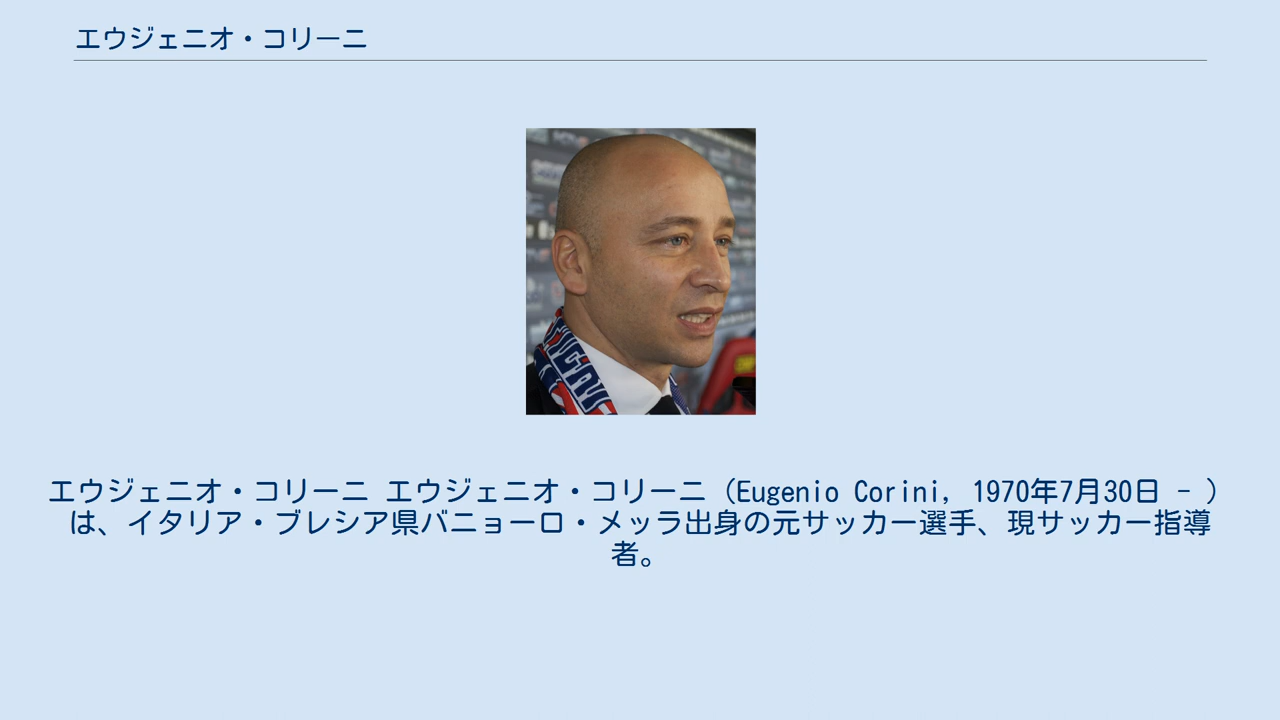 エウジェニオ・コリーニ
エウジェニオ・コリーニ エウジェニオ・コリーニ（Eugenio Corini, 1970年7月30日 - ）
は、イタリア・ブレシア県バニョーロ・メッラ出身の元サッカー選手、現サッカー指導
者。